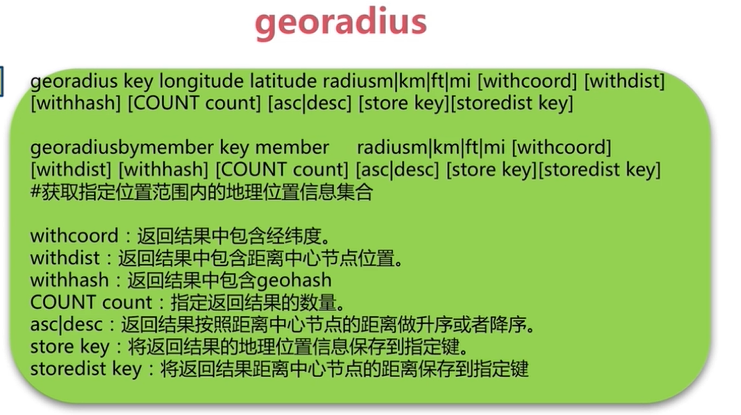 georadius
georadius key longitude latitude radiusm|km|ft|mi [withcoord] [withdist]
[withhash] [COUNT count] [asc|desc] [store key][storedist key]
georadiusbymember key member radiusm|km|ft|mi [withcoord]
[withdist] [withhash] [COUNT count] [asc|desc] [store key][storedist key]
#获取指定位置范围内的地理位置信息集合
withcoord：返回结果中包含经纬度。
withdist：返回结果中包含距离中心节点位置。
withhash：返回结果中包含geohash
COUNT count：指定返回结果的数量。
asc|desc：返回结果按照距离中心节点的距离做升序或者降序。
store key：将返回结果的地理位置信息保存到指定键。
storedist key：将返回结果距离中心节点的距离保存到指定键